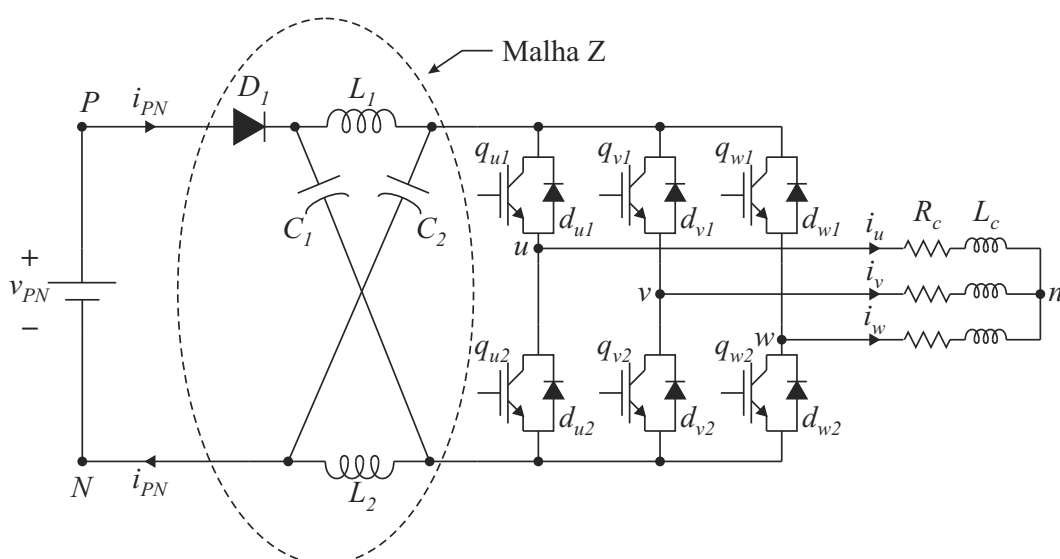 Malha Z
P
i_PN
D_1
L_1
C_1
C_2
+
v_PN
−
N
i_PN
L_2
q_u1
q_v1
q_w1
d_u1
d_v1
d_w1
u
v
w
q_u2
q_v2
q_w2
d_u2
d_v2
d_w2
i_u
R_c
L_c
i_v
i_w
n